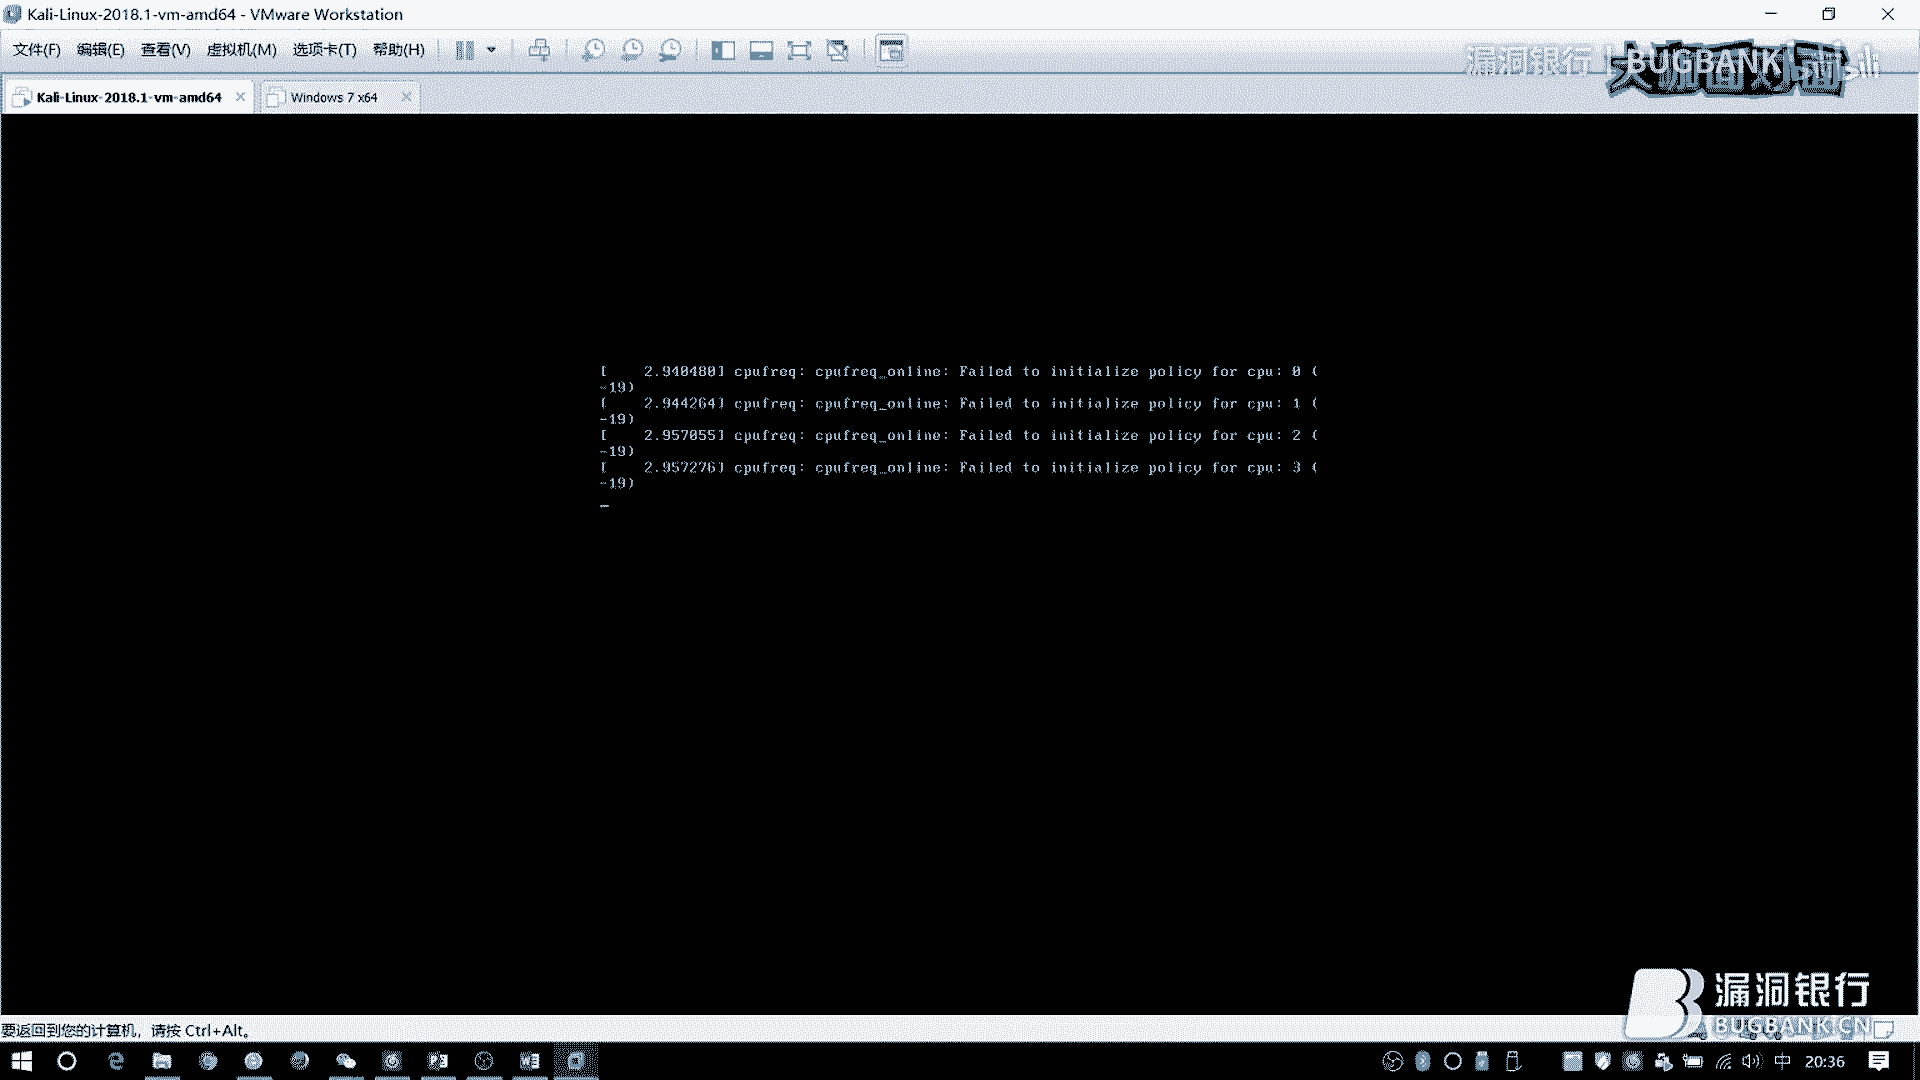 Kali-Linux-2018.1-vm-amd64 - VMware Workstation
文件(F) 编辑(E) 查看(V) 虚拟机(M) 选项卡(T) 帮助(H)
漏洞银行 | BUGBANK
大咖面对面
Kali-Linux-2018.1-vm-amd64
Windows 7 x64
[    2.940480] cpufreq: cpufreq_online: Failed to initialize policy for cpu: 0 (
-19)
[    2.944264] cpufreq: cpufreq_online: Failed to initialize policy for cpu: 1 (
-19)
[    2.957055] cpufreq: cpufreq_online: Failed to initialize policy for cpu: 2 (
-19)
[    2.957276] cpufreq: cpufreq_online: Failed to initialize policy for cpu: 3 (
-19)
漏洞银行
BUGBANK.CN
要返回到您的计算机，请按 Ctrl+Alt。
中 20:36